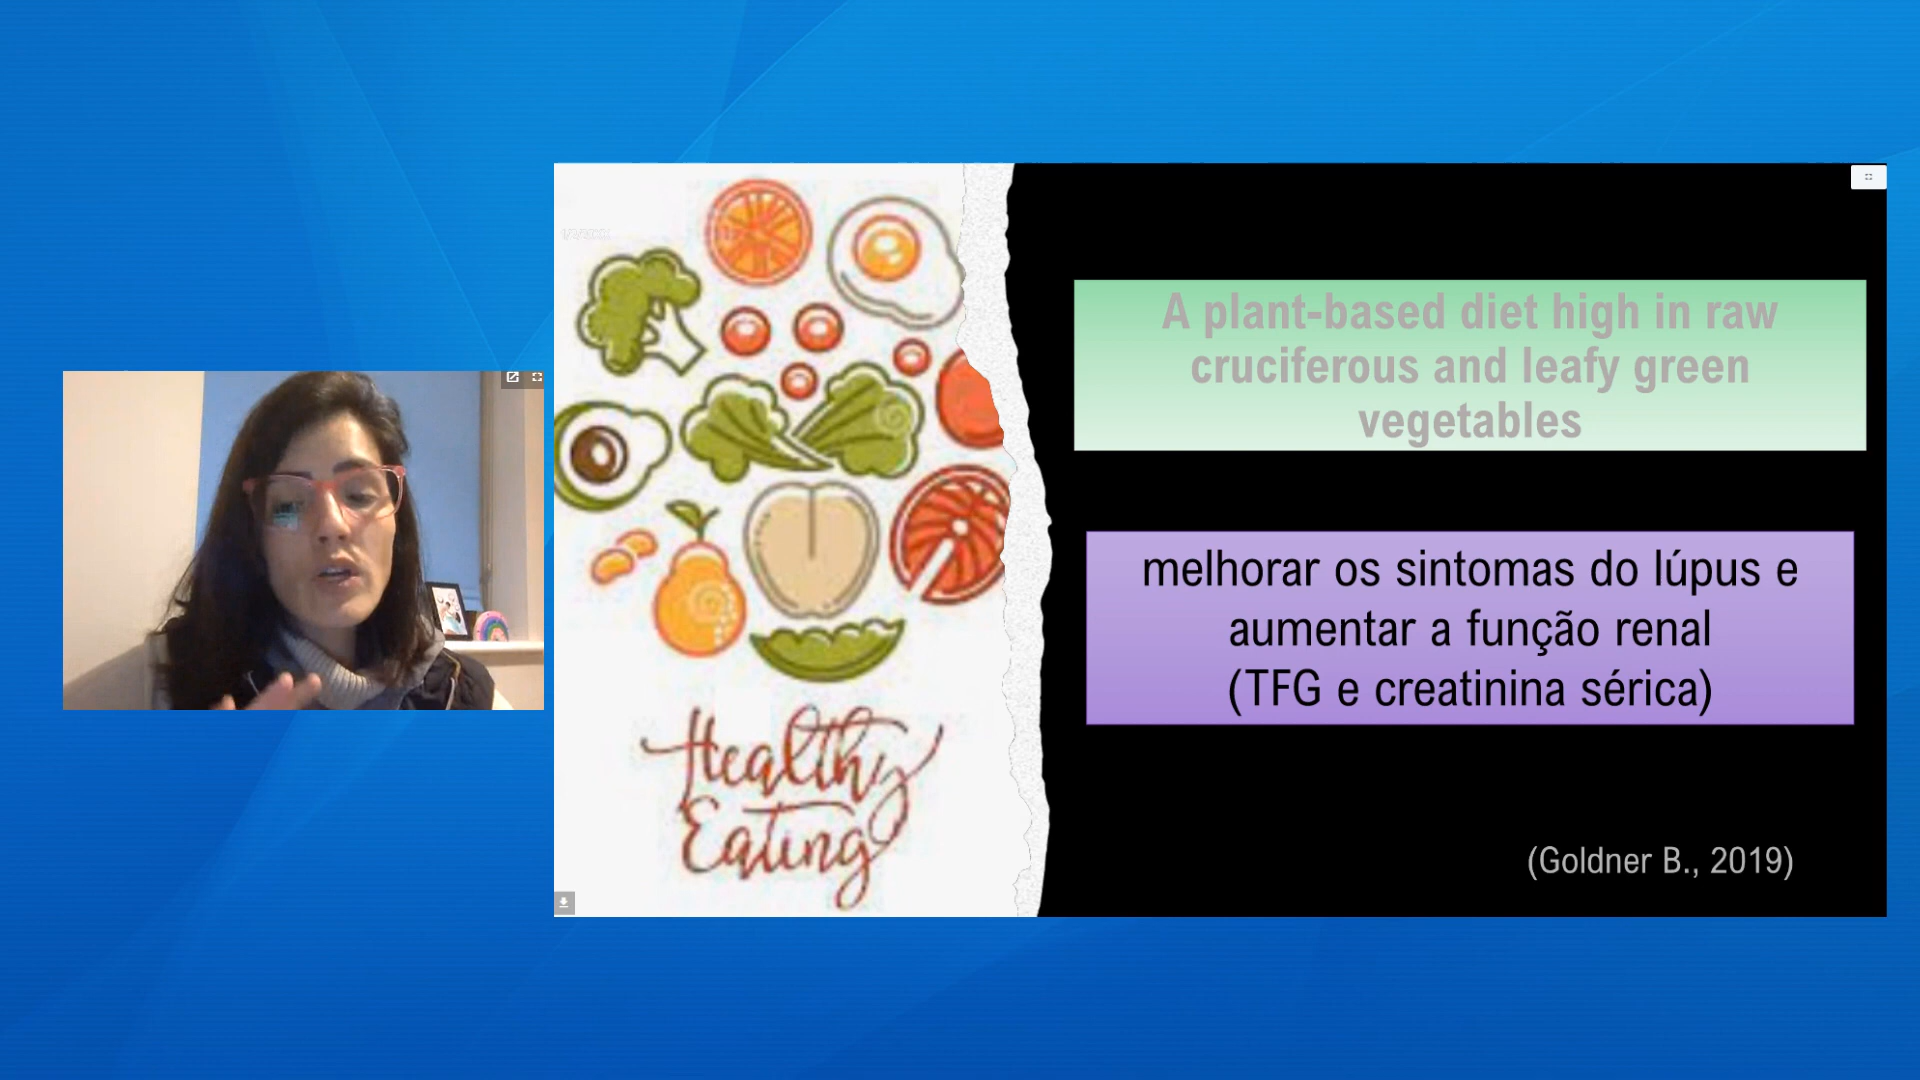 A plant-based diet high in raw
cruciferous and leafy green
vegetables
melhorar os sintomas do lúpus e
aumentar a função renal
(TFG e creatinina sérica)
Healthy
Eating
(Goldner B., 2019)